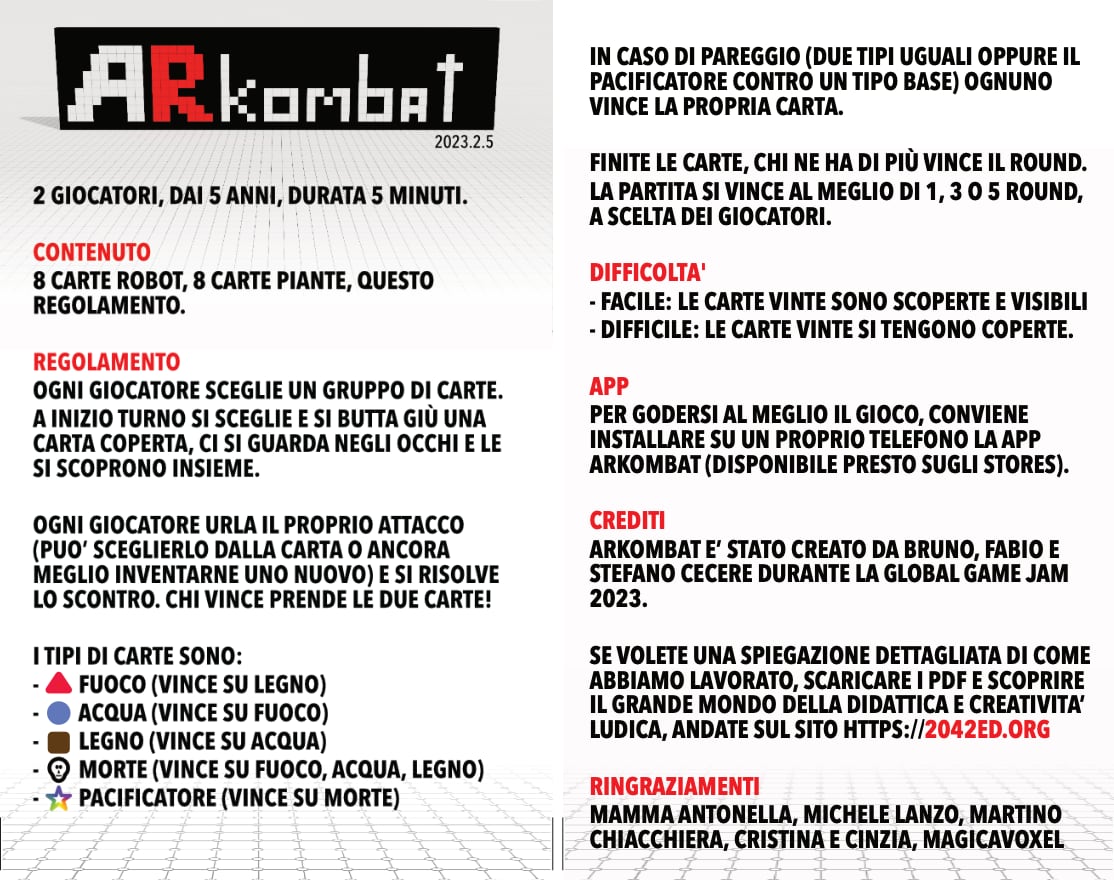 ARkombat
2023.2.5
2 GIOCATORI, DAI 5 ANNI, DURATA 5 MINUTI.
CONTENUTO
8 CARTE ROBOT, 8 CARTE PIANTE, QUESTO
REGOLAMENTO.
REGOLAMENTO
OGNI GIOCATORE SCEGLIE UN GRUPPO DI CARTE.
A INIZIO TURNO SI SCEGLIE E SI BUTTA GIÙ UNA
CARTA COPERTA, CI SI GUARDA NEGLI OCCHI E LE
SI SCOPRONO INSIEME.
OGNI GIOCATORE URLA IL PROPRIO ATTACCO
(PUO' SCEGLIERLO DALLA CARTA O ANCORA
MEGLIO INVENTARNE UNO NUOVO) E SI RISOLVE
LO SCONTRO. CHI VINCE PRENDE LE DUE CARTE!
I TIPI DI CARTE SONO:
- FUOCO (VINCE SU LEGNO)
- ACQUA (VINCE SU FUOCO)
- LEGNO (VINCE SU ACQUA)
- MORTE (VINCE SU FUOCO, ACQUA, LEGNO)
- PACIFICATORE (VINCE SU MORTE)
IN CASO DI PAREGGIO (DUE TIPI UGUALI OPPURE IL
PACIFICATORE CONTRO UN TIPO BASE) OGNUNO
VINCE LA PROPRIA CARTA.
FINITE LE CARTE, CHI NE HA DI PIÙ VINCE IL ROUND.
LA PARTITA SI VINCE AL MEGLIO DI 1, 3 O 5 ROUND,
A SCELTA DEI GIOCATORI.
DIFFICOLTA'
- FACILE: LE CARTE VINTE SONO SCOPERTE E VISIBILI
- DIFFICILE: LE CARTE VINTE SI TENGONO COPERTE.
APP
PER GODERSI AL MEGLIO IL GIOCO, CONVIENE
INSTALLARE SU UN PROPRIO TELEFONO LA APP
ARKOMBAT (DISPONIBILE PRESTO SUGLI STORES).
CREDITI
ARKOMBAT E' STATO CREATO DA BRUNO, FABIO E
STEFANO CECERE DURANTE LA GLOBAL GAME JAM
2023.
SE VOLETE UNA SPIEGAZIONE DETTAGLIATA DI COME
ABBIAMO LAVORATO, SCARICARE I PDF E SCOPRIRE
IL GRANDE MONDO DELLA DIDATTICA E CREATIVITA'
LUDICA, ANDATE SUL SITO HTTPS://2042ED.ORG
RINGRAZIAMENTI
MAMMA ANTONELLA, MICHELE LANZO, MARTINO
CHIACCHIERA, CRISTINA E CINZIA, MAGICAVOXEL